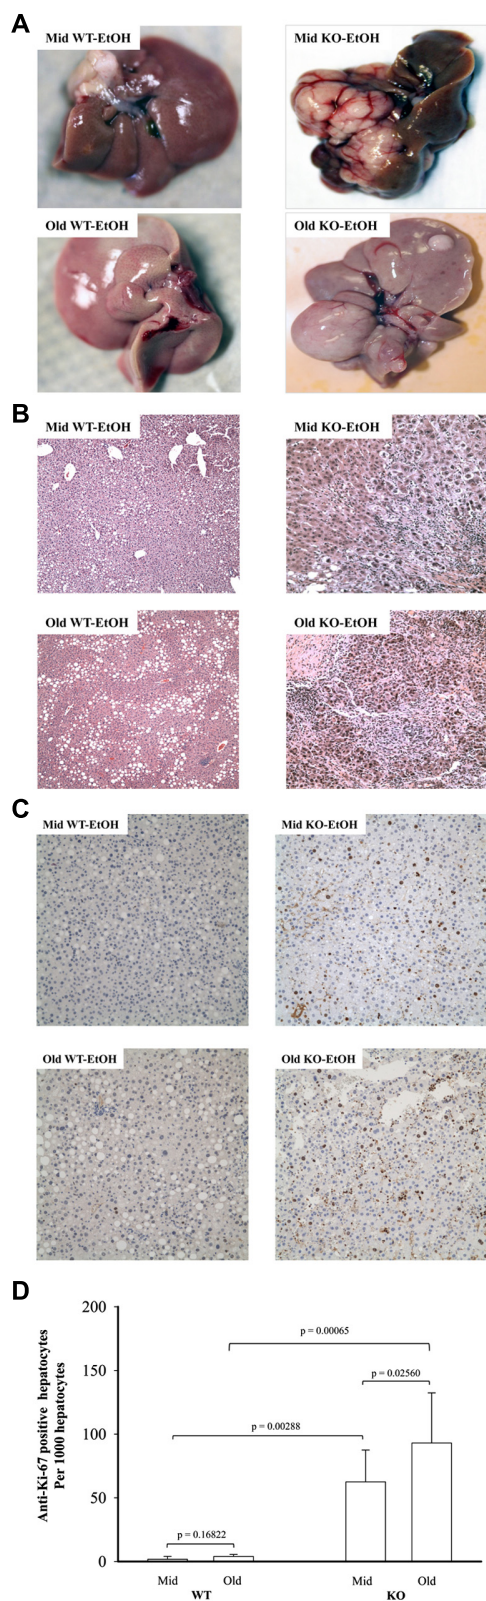 A
Mid WT-EtOH
Mid KO-EtOH
Old WT-EtOH
Old KO-EtOH
B
Mid WT-EtOH
Mid KO-EtOH
Old WT-EtOH
Old KO-EtOH
C
Mid WT-EtOH
Mid KO-EtOH
Old WT-EtOH
Old KO-EtOH
D
Anti-Ki-67 positive hepatocytes
Per 1000 hepatocytes
200
150
100
50
0
p = 0.00065
p = 0.02560
p = 0.00288
p = 0.16822
Mid Old Mid Old
WT KO